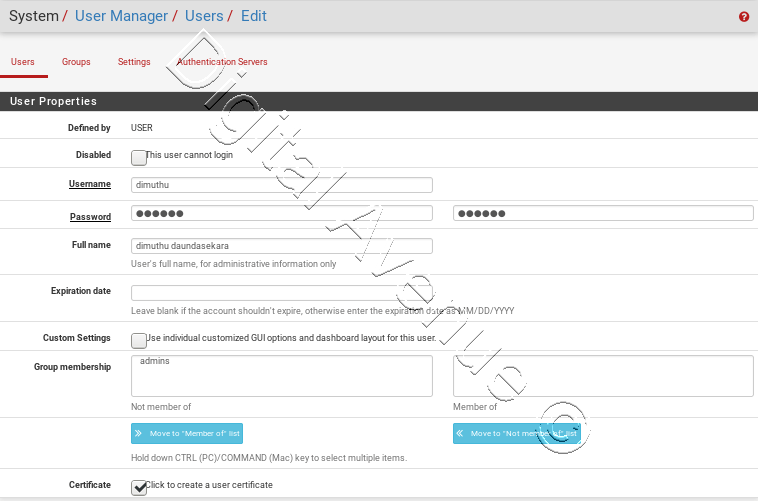 System / User Manager / Users / Edit
Users Groups Settings Authentication Servers
User Properties
Defined by USER
Disabled This user cannot login
Username dimuthu
Password ●●●●●● ●●●●●●
Full name dimuthu daundasekara
User's full name, for administrative information only
Expiration date
Leave blank if the account shouldn't expire, otherwise enter the expiration date as MM/DD/YYYY
Custom Settings Use individual customized GUI options and dashboard layout for this user.
Group membership admins
Not member of Member of
Move to "Member of" list Move to "Not member of" list
Hold down CTRL (PC)/COMMAND (Mac) key to select multiple items.
Certificate Click to create a user certificate
Digital Avenue ©